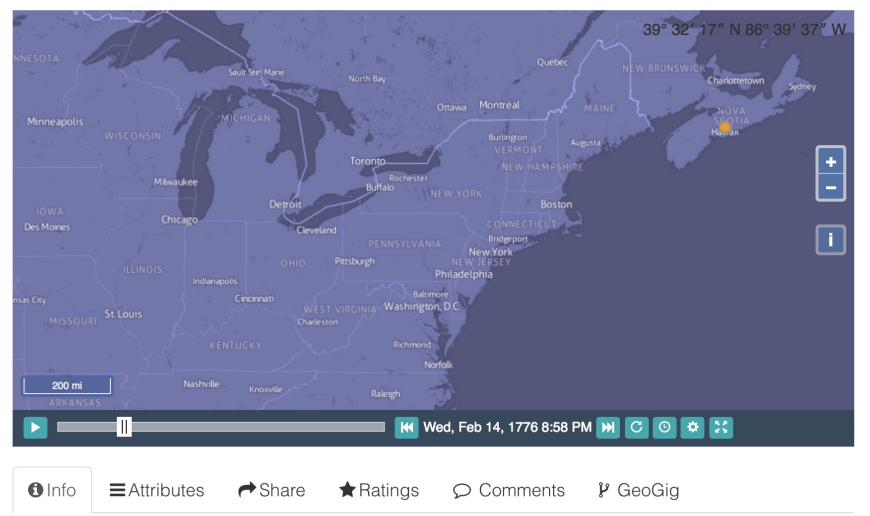 39° 32′ 17″ N 86° 39′ 37″ W
NNESOTA
Sault Ste. Marie
North Bay
Québec
NEW BRUNSWICK
Charlottetown
Sydney
Minneapolis
WISCONSIN
MICHIGAN
Ottawa
Montréal
MAINE
NOVA
SCOTIA
Halifax
Burlington
VERMONT
Augusta
Toronto
NEW HAMPSHIRE
Milwaukee
Rochester
Buffalo
NEW YORK
IOWA
Detroit
Boston
Des Moines
Chicago
Cleveland
CONNECTICUT
Bridgeport
PENNSYLVANIA
New York
ILLINOIS
OHIO
Pittsburgh
NEW JERSEY
Philadelphia
Indianapolis
nsas City
Cincinnati
Baltimore
MISSOURI
St. Louis
WEST VIRGINIA
Washington, D.C.
Charleston
KENTUCKY
Richmond
Norfolk
200 mi
Nashville
Knoxville
Raleigh
ARKANSAS
+
−
i
Wed, Feb 14, 1776 8:58 PM
Info
Attributes
Share
Ratings
Comments
GeoGig